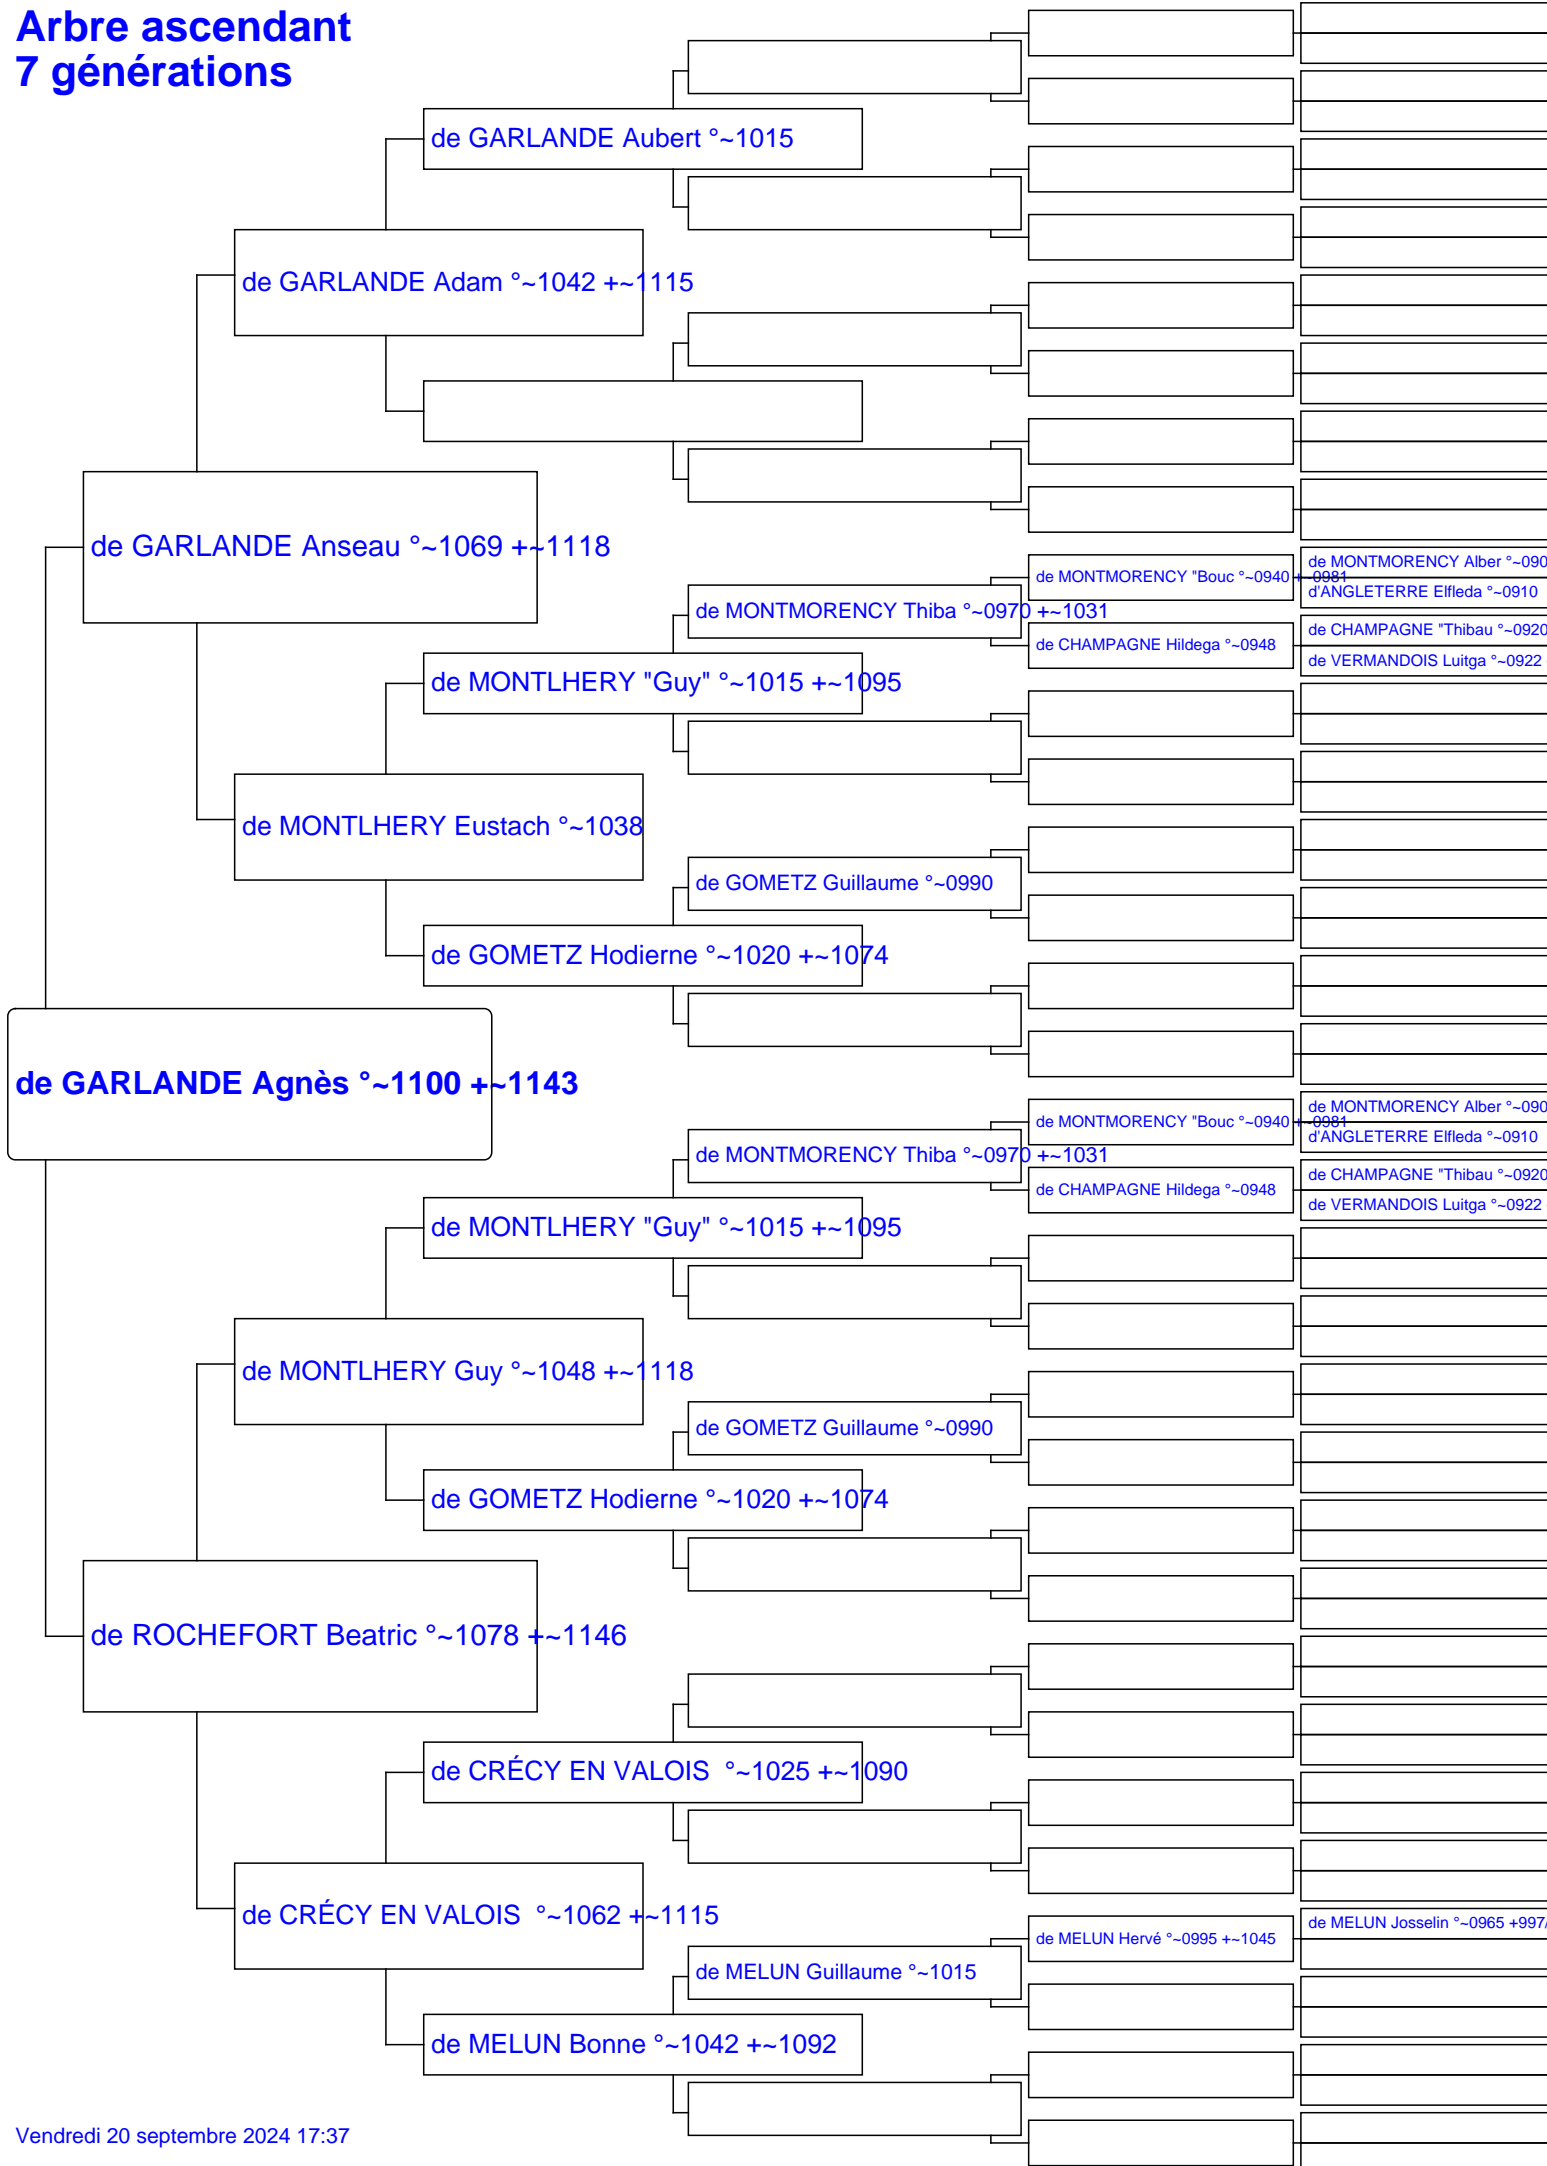 Arbre ascendant
7 générations
de GARLANDE Aubert °~1015
de GARLANDE Adam °~1042 +~1115
de GARLANDE Anseau °~1069 +~1118
de MONTMORENCY Alber °~090
de MONTMORENCY "Bouc °~0940 +~0981
d'ANGLETERRE Elfleda °~0910
de MONTMORENCY Thiba °~0970 +~1031
de CHAMPAGNE "Thibau °~0920
de CHAMPAGNE Hildega °~0948
de VERMANDOIS Luitga °~0922
de MONTLHERY "Guy" °~1015 +~1095
de MONTLHERY Eustach °~1038
de GOMETZ Guillaume °~0990
de GOMETZ Hodierne °~1020 +~1074
de GARLANDE Agnès °~1100 +~1143
de MONTMORENCY Alber °~090
de MONTMORENCY "Bouc °~0940 +~0981
d'ANGLETERRE Elfleda °~0910
de MONTMORENCY Thiba °~0970 +~1031
de CHAMPAGNE "Thibau °~0920
de CHAMPAGNE Hildega °~0948
de VERMANDOIS Luitga °~0922
de MONTLHERY "Guy" °~1015 +~1095
de MONTLHERY Guy °~1048 +~1118
de GOMETZ Guillaume °~0990
de GOMETZ Hodierne °~1020 +~1074
de ROCHEFORT Beatric °~1078 +~1146
de CRÉCY EN VALOIS  °~1025 +~1090
de CRÉCY EN VALOIS  °~1062 +~1115
de MELUN Josselin °~0965 +997/
de MELUN Hervé °~0995 +~1045
de MELUN Guillaume °~1015
de MELUN Bonne °~1042 +~1092
Vendredi 20 septembre 2024 17:37